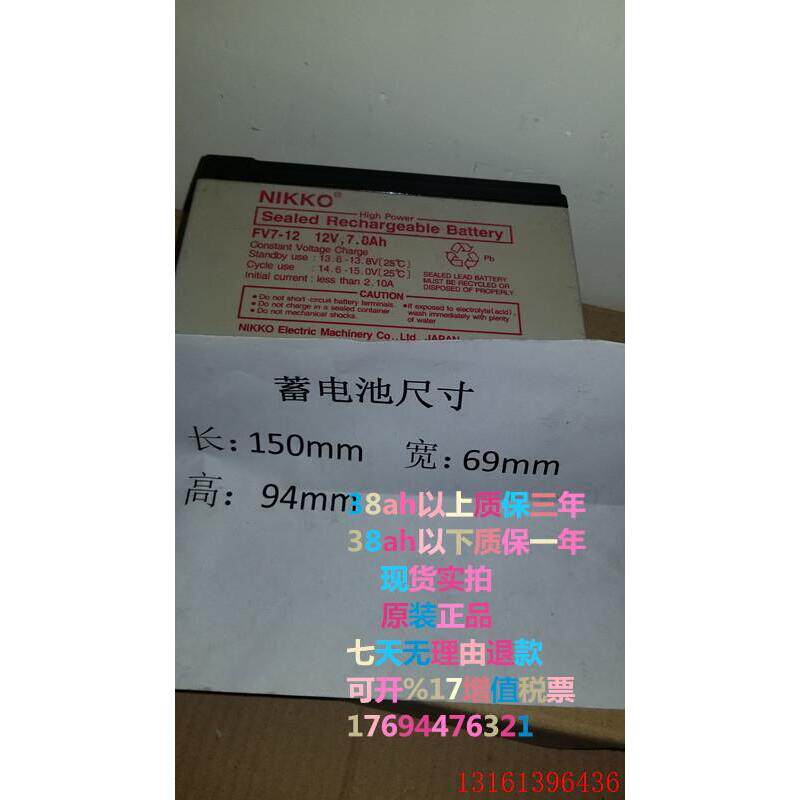 NIKKO®
High Power
Sealed Rechargeable Battery
FV7-12 12V,7.0Ah
Constant Voltage Charge
Standby use : 13.6-13.8V(25℃)
Cycle use : 14.6-15.0V(25℃)
Initial current : less than 2.10A
Pb
SEALED LEAD BATTERY
MUST BE RECYCLED OR
DISPOSED OF PROPERLY
CAUTION
● Do not short-circuit battery terminals.
● Do not charge in a sealed container
● Do not mechanical shocks.
● If exposed to electrolyte(acid),
wash immediately with plenty
of water
NIKKO Electric Machinery Co.,Ltd. JAPAN
蓄电池尺寸
长：150mm 宽：69mm
高：94mm
38ah以上质保三年
38ah以下质保一年
现货实拍
原装正品
七天无理由退款
可开%17增值税票
17694476321
13161396436